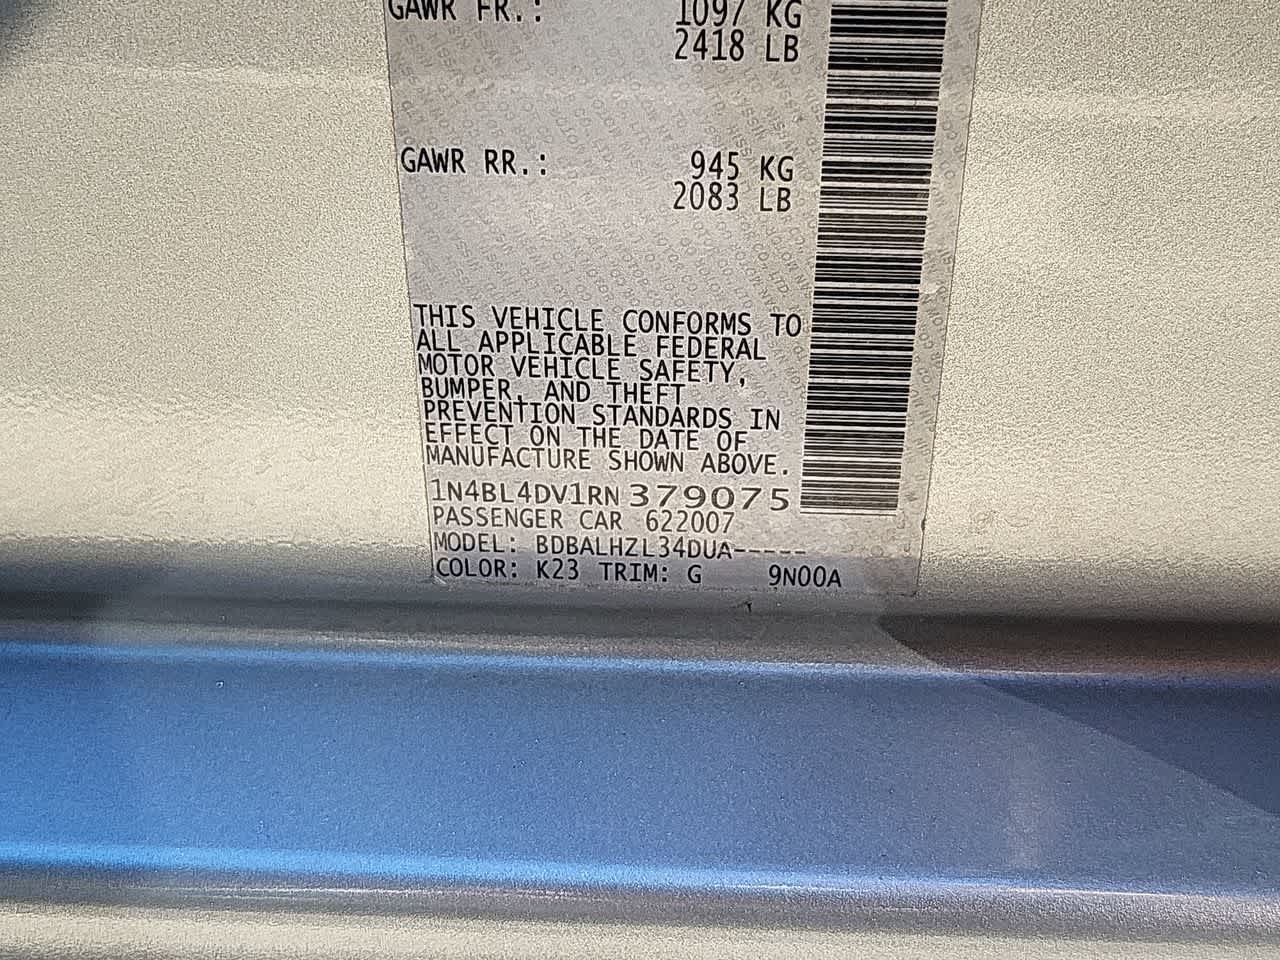 GAWR FR.: 1097 KG
2418 LB
GAWR RR.: 945 KG
2083 LB
THIS VEHICLE CONFORMS TO
ALL APPLICABLE FEDERAL
MOTOR VEHICLE SAFETY,
BUMPER, AND THEFT
PREVENTION STANDARDS IN
EFFECT ON THE DATE OF
MANUFACTURE SHOWN ABOVE.
1N4BL4DV1RN379075
PASSENGER CAR 622007
MODEL: BDBALHZL34DUA-----
COLOR: K23 TRIM: G 9N00A